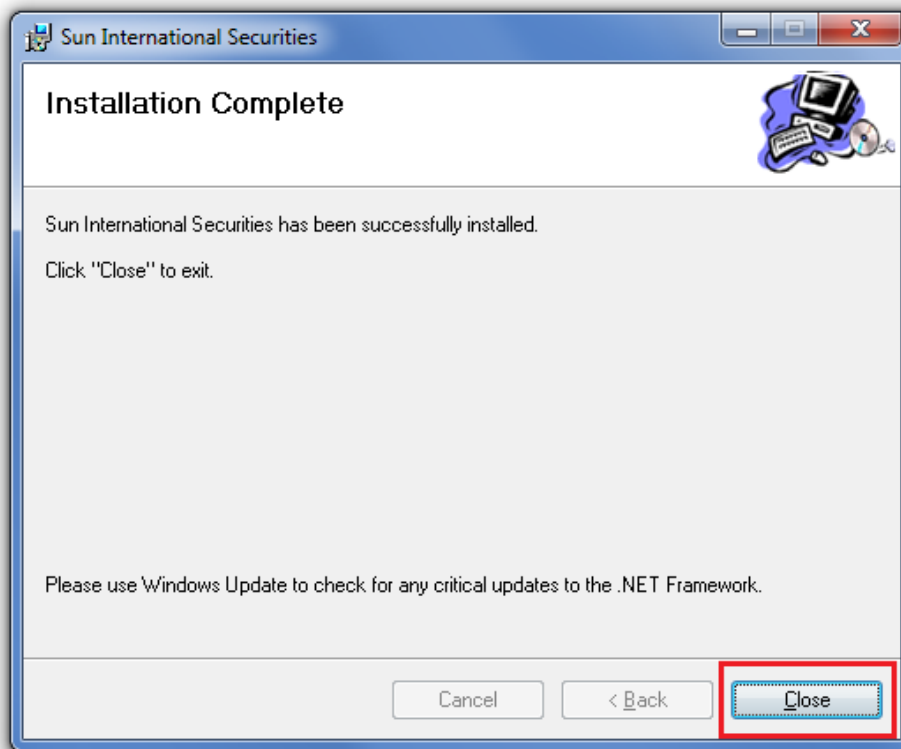 Sun International Securities
Installation Complete
Sun International Securities has been successfully installed.
Click "Close" to exit.
Please use Windows Update to check for any critical updates to the .NET Framework.
Cancel
< Back
Close